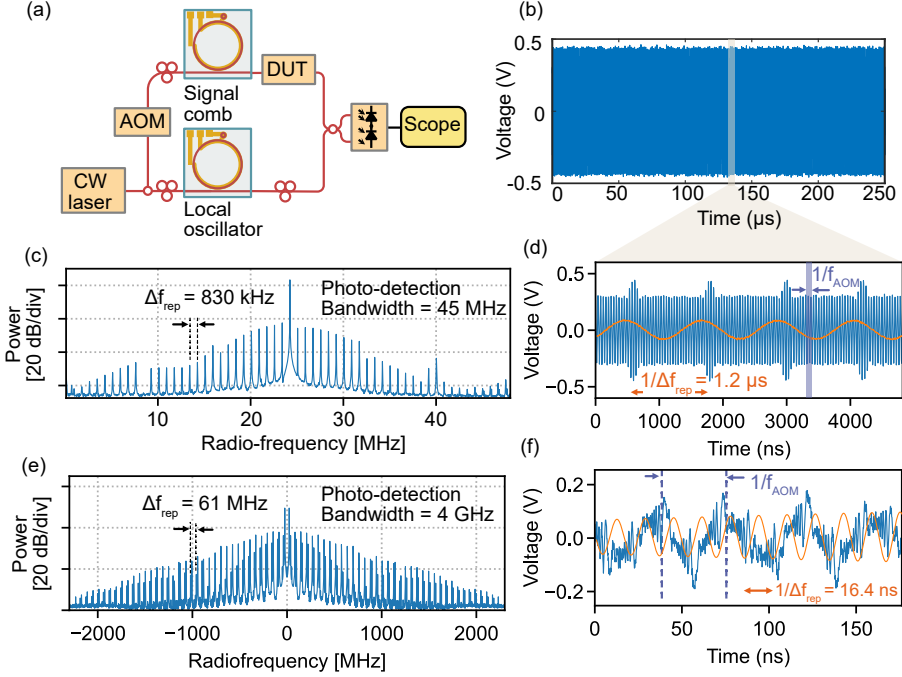 (a)
Signal
comb
DUT
AOM
CW
laser
Local
oscillator
Scope
(b)
Voltage (V)
0.5
0
-0.5
0
50
100
150
200
250
Time (µs)
(c)
Power
[20 dB/div]
Δf_rep = 830 kHz
Photo-detection
Bandwidth = 45 MHz
10
20
30
40
Radio-frequency [MHz]
(d)
Voltage (V)
0.5
0.0
−0.5
1/f_AOM
1/Δf_rep = 1.2 µs
0
1000
2000
3000
4000
Time (ns)
(e)
Power
[20 dB/div]
Δf_rep = 61 MHz
Photo-detection
Bandwidth = 4 GHz
−2000
−1000
0
1000
2000
Radiofrequency [MHz]
(f)
Voltage (V)
0.2
0.0
−0.2
1/f_AOM
1/Δf_rep = 16.4 ns
0
50
100
150
Time (ns)